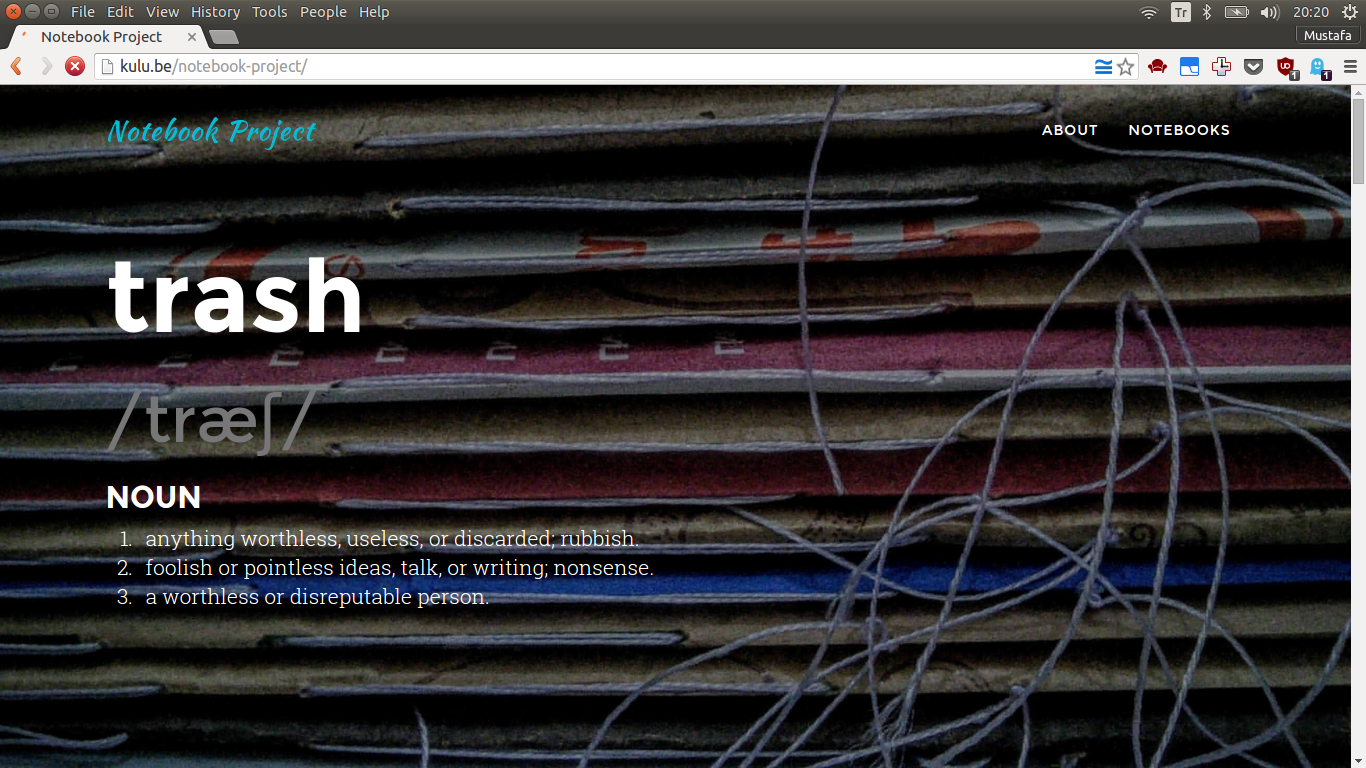 File Edit View History Tools People Help
Tr
20:20
Notebook Project
Mustafa
kulu.be/notebook-project/
1
1
Notebook Project
ABOUT NOTEBOOKS
trash
/træʃ/
NOUN
1. anything worthless, useless, or discarded; rubbish.
2. foolish or pointless ideas, talk, or writing; nonsense.
3. a worthless or disreputable person.